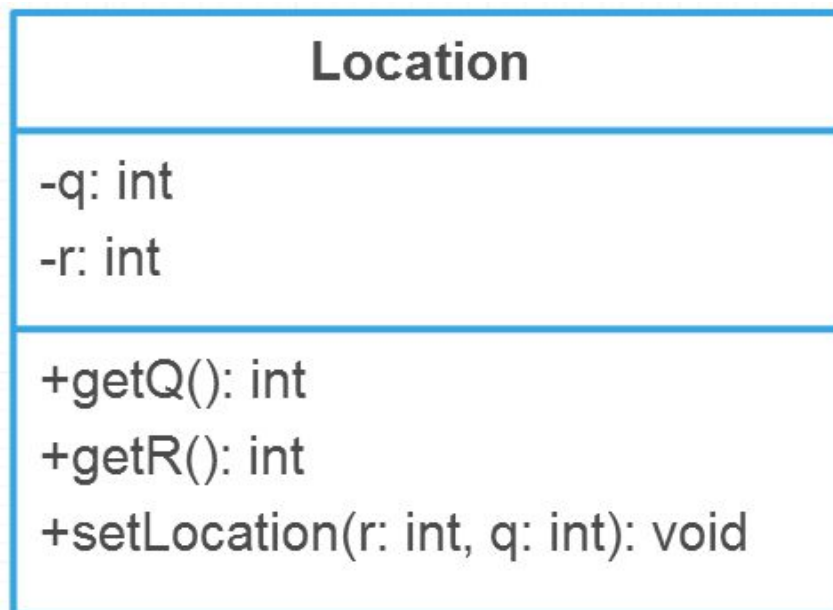 Location
-q: int
-r: int
+getQ(): int
+getR(): int
+setLocation(r: int, q: int): void